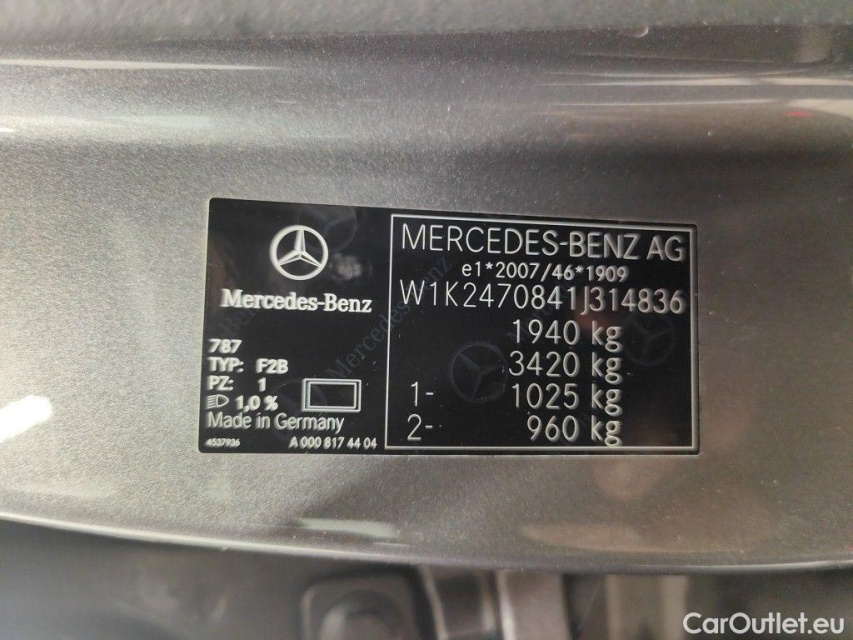 Mercedes-Benz
787
TYP: F2B
PZ: 1
1,0 %
Made in Germany
4537936
A 000 817 44 04
MERCEDES-BENZ AG
e1*2007/46*1909
W1K2470841J314836
1940 kg
3420 kg
1- 1025 kg
2- 960 kg
CarOutlet.eu